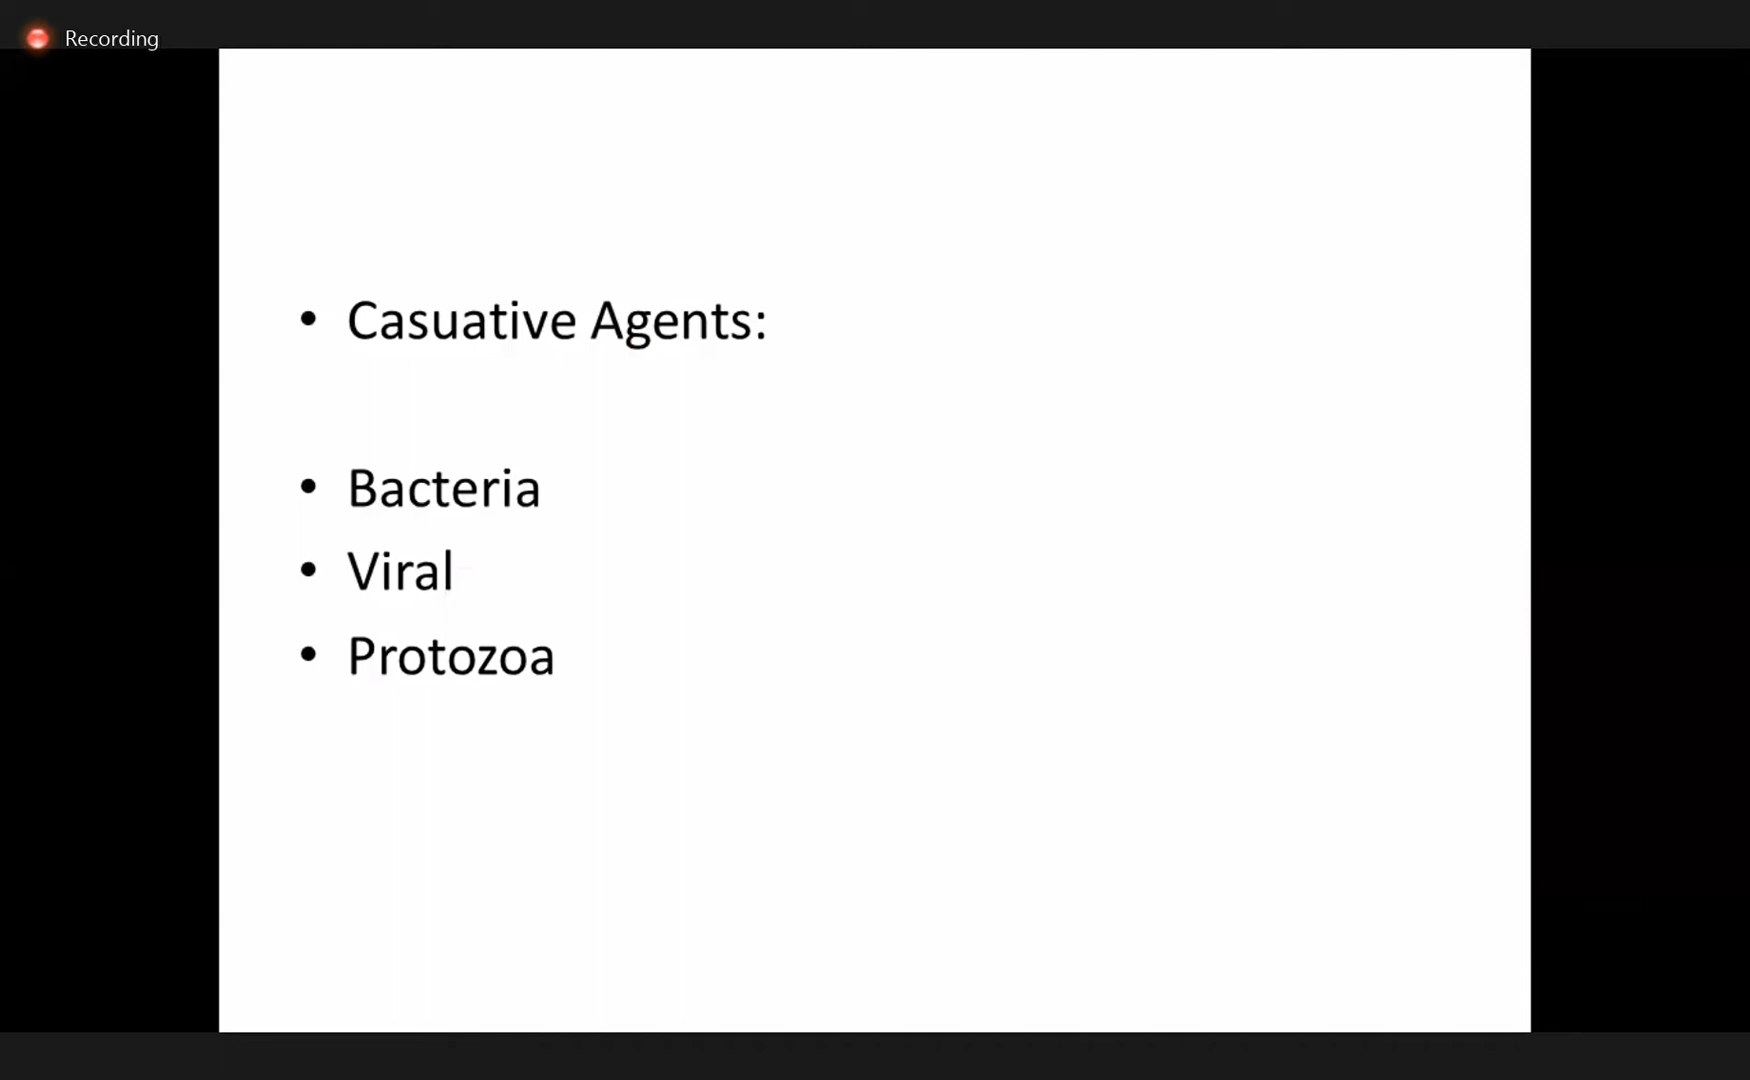 Recording
• Casuative Agents:
• Bacteria
• Viral
• Protozoa